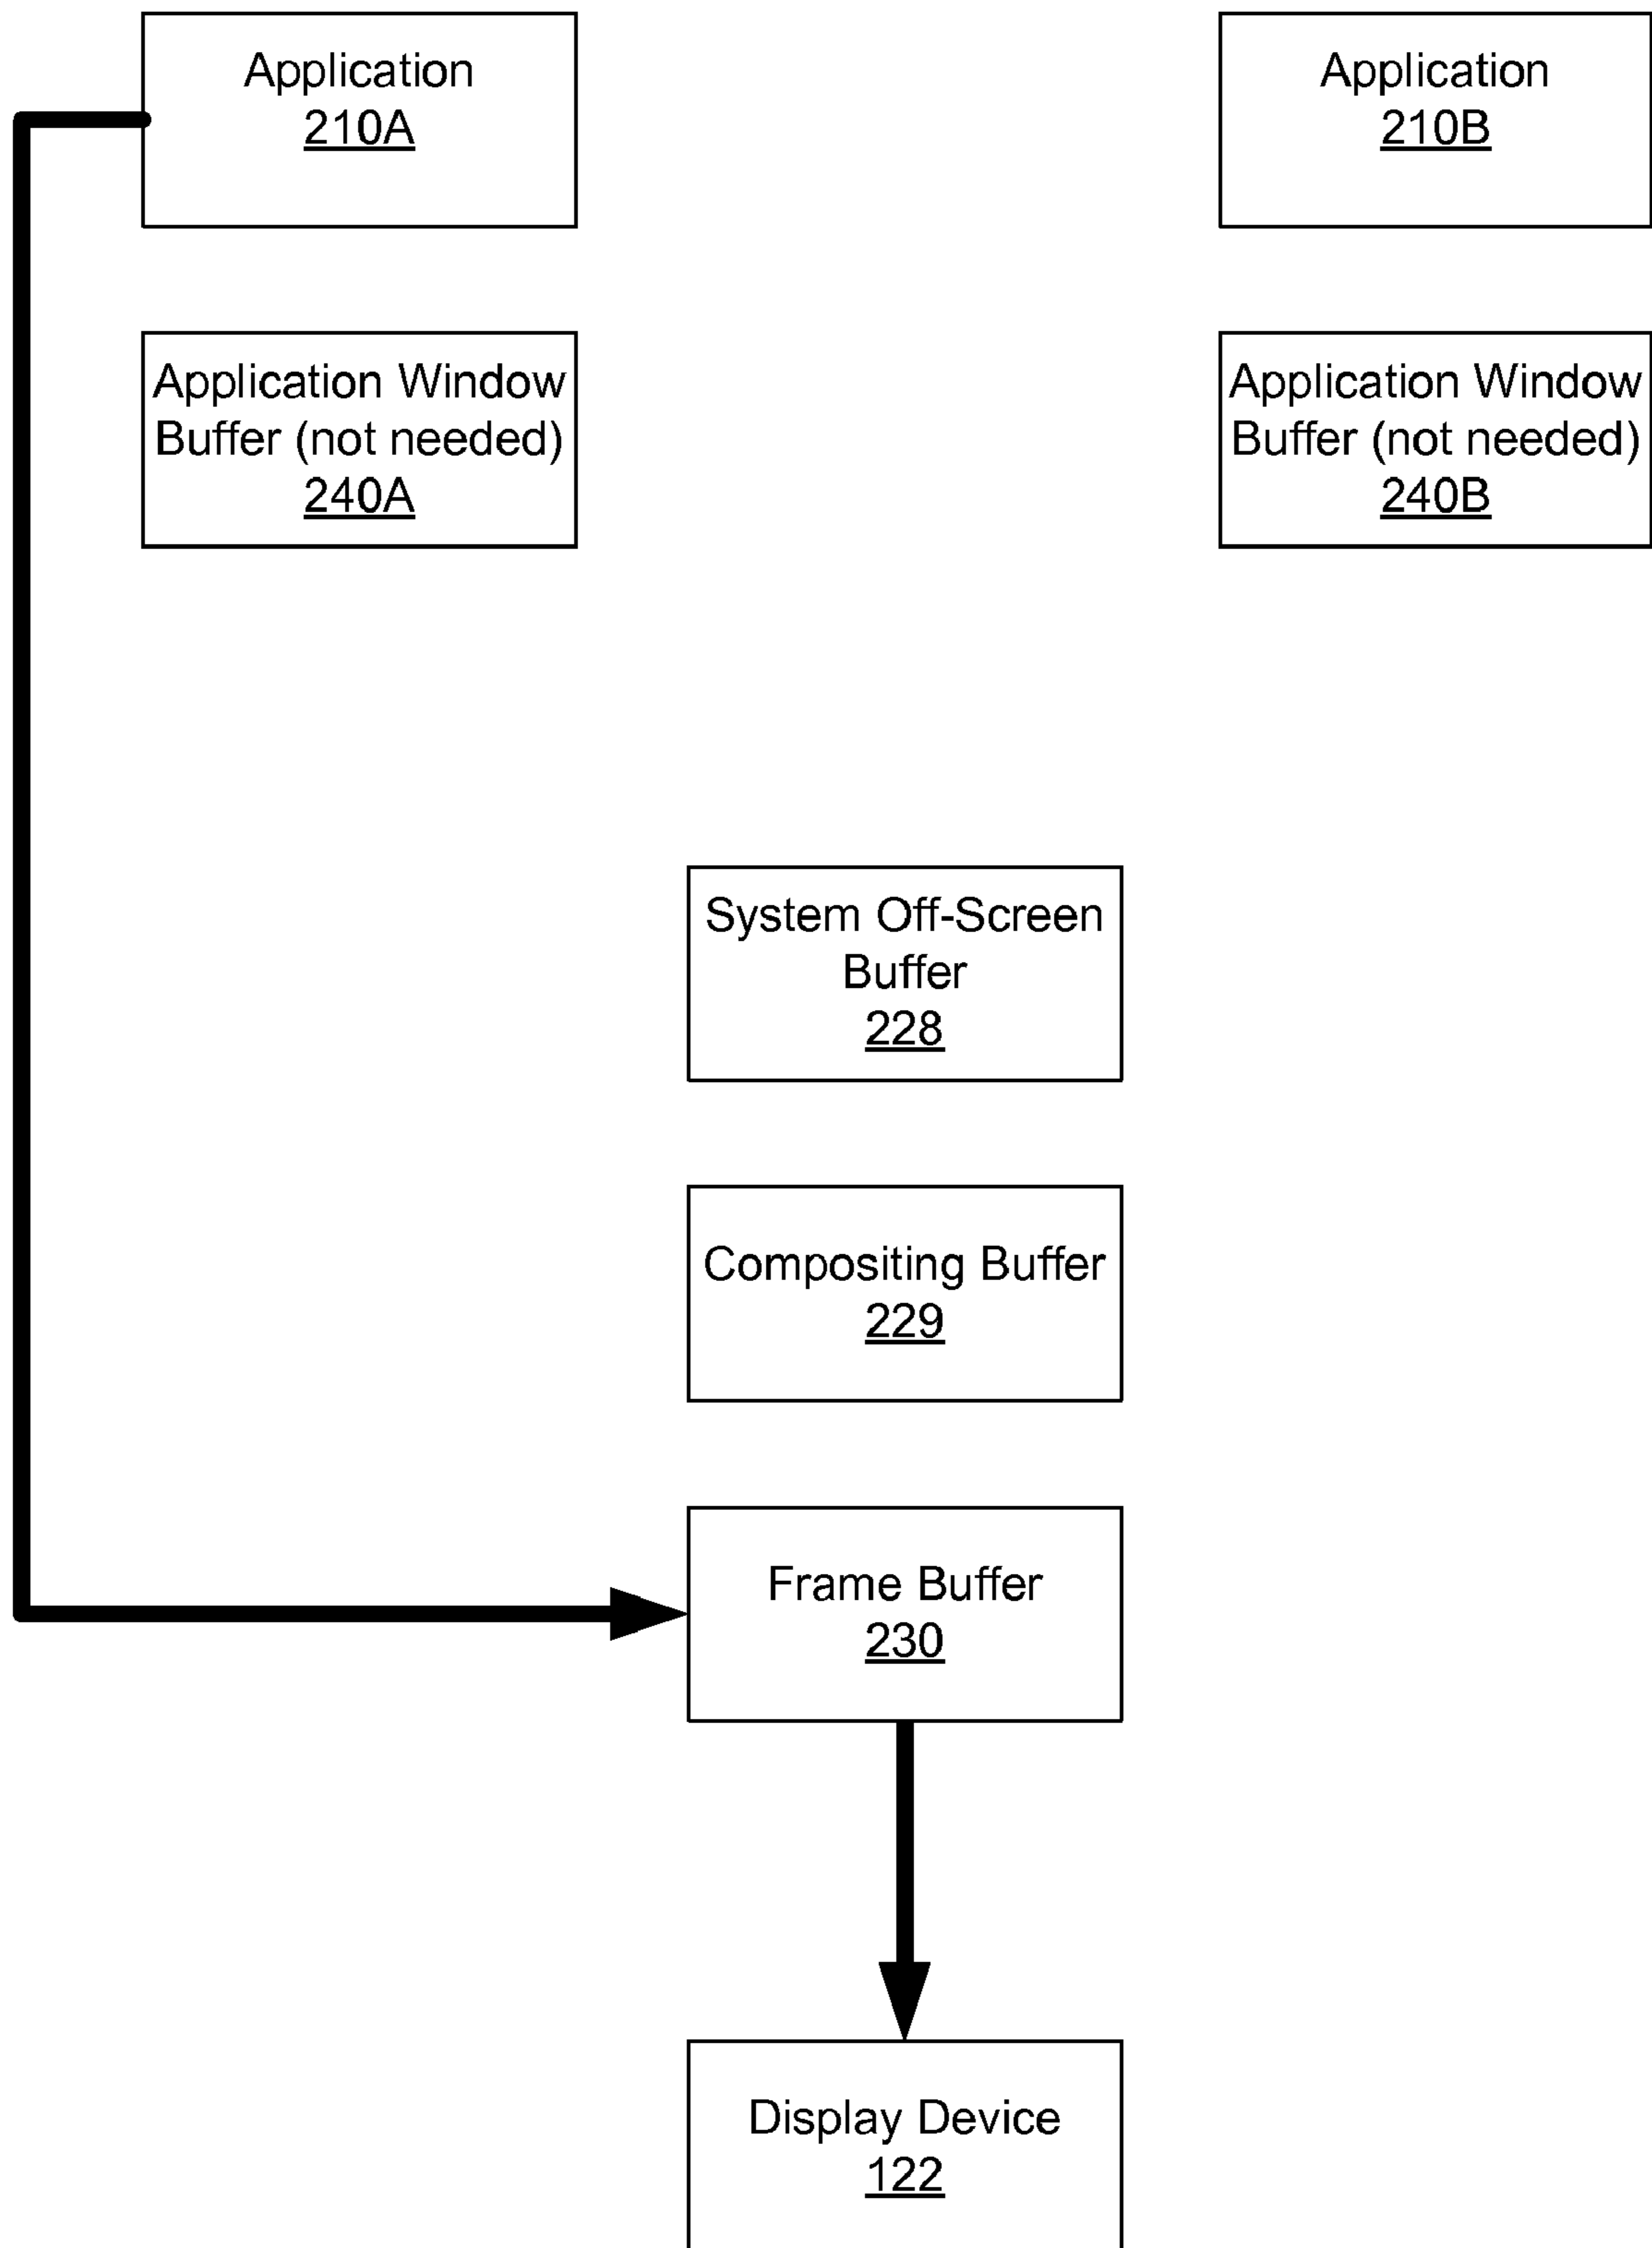 Application
210A
Application
210B
Application Window
Buffer (not needed)
240A
Application Window
Buffer (not needed)
240B
System Off-Screen
Buffer
228
Compositing Buffer
229
Frame Buffer
230
Display Device
122